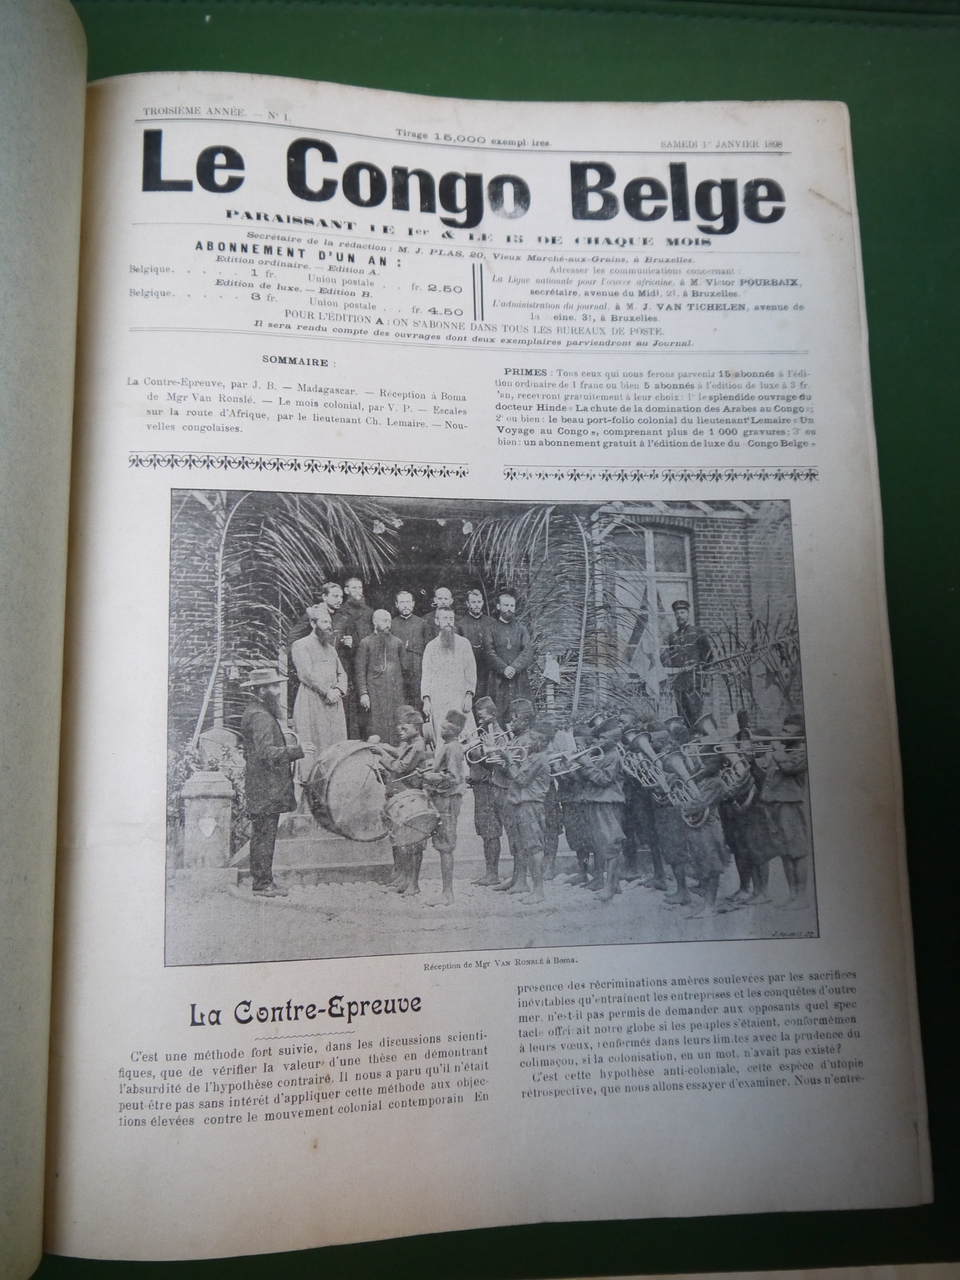 TROISIÈME ANNÉE. — N° 1.
Tirage 15,000 exemplaires.
SAMEDI 1er JANVIER 1898
Le Congo Belge
PARAISSANT LE 1er & LE 15 DE CHAQUE MOIS
Secrétaire de la rédaction : M. J. PLAS, 20, Vieux Marché-aux-Grains, à Bruxelles.
ABONNEMENT D'UN AN :
Edition ordinaire. — Edition A.
Belgique. . . . . . 1 fr. Union postale . . fr. 2.50
Edition de luxe. — Edition B.
Belgique. . . . . . 3 fr. Union postale . . fr. 4.50
Adresser les communications concernant :
La Ligue nationale pour l'œuvre africaine, à M. Victor POURBAIX,
secrétaire, avenue du Midi, 21, à Bruxelles.
L'administration du journal, à M. J. VAN TICHELEN, avenue de
la eine, 31, à Bruxelles.
POUR L'ÉDITION A : ON S'ABONNE DANS TOUS LES BUREAUX DE POSTE.
Il sera rendu compte des ouvrages dont deux exemplaires parviendront au Journal.
SOMMAIRE :
La Contre-Epreuve, par J. B. — Madagascar. — Réception à Boma
de Mgr Van Ronslé. — Le mois colonial, par V. P. — Escales
sur la route d'Afrique, par le lieutenant Ch. Lemaire. — Nou-
velles congolaises.
PRIMES : Tous ceux qui nous feront parvenir 15 abonnés à l'édi-
tion ordinaire de 1 franc ou bien 5 abonnés à l'édition de luxe à 3 fr.
l'an, recevront gratuitement à leur choix : 1° le splendide ouvrage du
docteur Hinde « La chute de la domination des Arabes au Congo » ;
2° ou bien : le beau port-folio colonial du lieutenant Lemaire « Un
Voyage au Congo », comprenant plus de 1 000 gravures ; 3° ou
bien : un abonnement gratuit à l'édition de luxe du « Congo Belge »
Réception de Mgr VAN RONSLÉ à Boma.
La Contre-Epreuve
C'est une méthode fort suivie, dans les discussions scienti-
fiques, que de vérifier la valeur d'une thèse en démontrant
l'absurdité de l'hypothèse contraire. Il nous a paru qu'il n'était
peut-être pas sans intérêt d'appliquer cette méthode aux objec-
tions élevées contre le mouvement colonial contemporain En
presence des récriminations amères soulevées par les sacrifices
inévitables qu'entraînent les entreprises et les conquêtes d'outre
mer, n'est-il pas permis de demander aux opposants quel spec
tacle offrirait notre globe si les peuples s'étaient, conformémen
à leurs vœux, renfermés dans leurs limites avec la prudence du
colimaçon, si la colonisation, en un mot, n'avait pas existé?
C'est cette hypothèse anti-coloniale, cette espèce d'utopie
rétrospective, que nous allons essayer d'examiner. Nous n'entre-